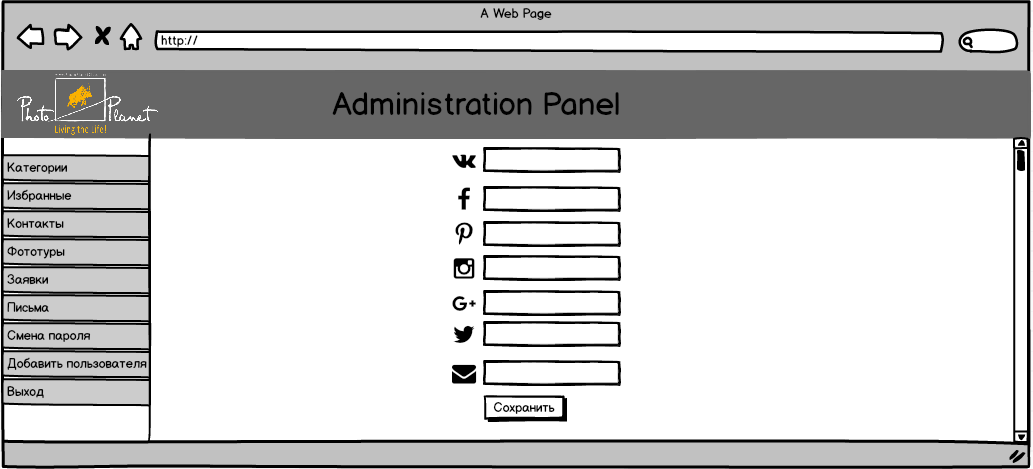 A Web Page
http://
Photo Planet
Living the Life!
Administration Panel
Категории
Избранные
Контакты
Фототуры
Заявки
Письма
Смена пароля
Добавить пользователя
Выход
G+
Сохранить